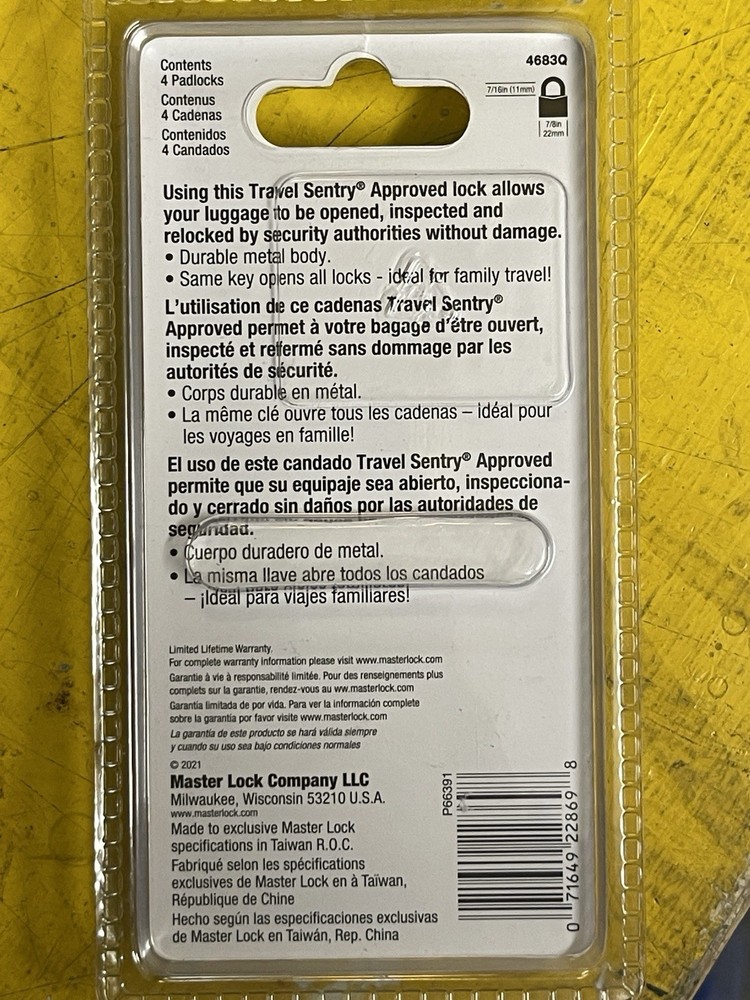 Contents
4 Padlocks
Contenus
4 Cadenas
Contenidos
4 Candados
4683Q
7/16in (11mm)
7/8in
22mm
Using this Travel Sentry® Approved lock allows
your luggage to be opened, inspected and
relocked by security authorities without damage.
• Durable metal body.
• Same key opens all locks - ideal for family travel!
L'utilisation de ce cadenas Travel Sentry®
Approved permet à votre bagage d'être ouvert,
inspecté et refermé sans dommage par les
autorités de sécurité.
• Corps durable en métal.
• La même clé ouvre tous les cadenas – idéal pour
les voyages en famille!
El uso de este candado Travel Sentry® Approved
permite que su equipaje sea abierto, inspecciona-
do y cerrado sin daños por las autoridades de
seguridad.
• Cuerpo duradero de metal.
• La misma llave abre todos los candados
– ¡Ideal para viajes familiares!
Limited Lifetime Warranty.
For complete warranty information please visit www.masterlock.com
Garantie à vie à responsabilité limitée. Pour des renseignements plus
complets sur la garantie, rendez-vous au ww.masterlock.com
Garantía limitada de por vida. Para ver la información complete
sobre la garantía por favor visite www.masterlock.com
La garantía de este producto se hará válida siempre
y cuando su uso sea bajo condiciones normales
© 2021
Master Lock Company LLC
Milwaukee, Wisconsin 53210 U.S.A.
www.masterlock.com
Made to exclusive Master Lock
specifications in Taiwan R.O.C.
Fabriqué selon les spécifications
exclusives de Master Lock en à Taïwan,
République de Chine
Hecho según las especificaciones exclusivas
de Master Lock en Taiwán, Rep. China
P66391
0 71649 22869 8